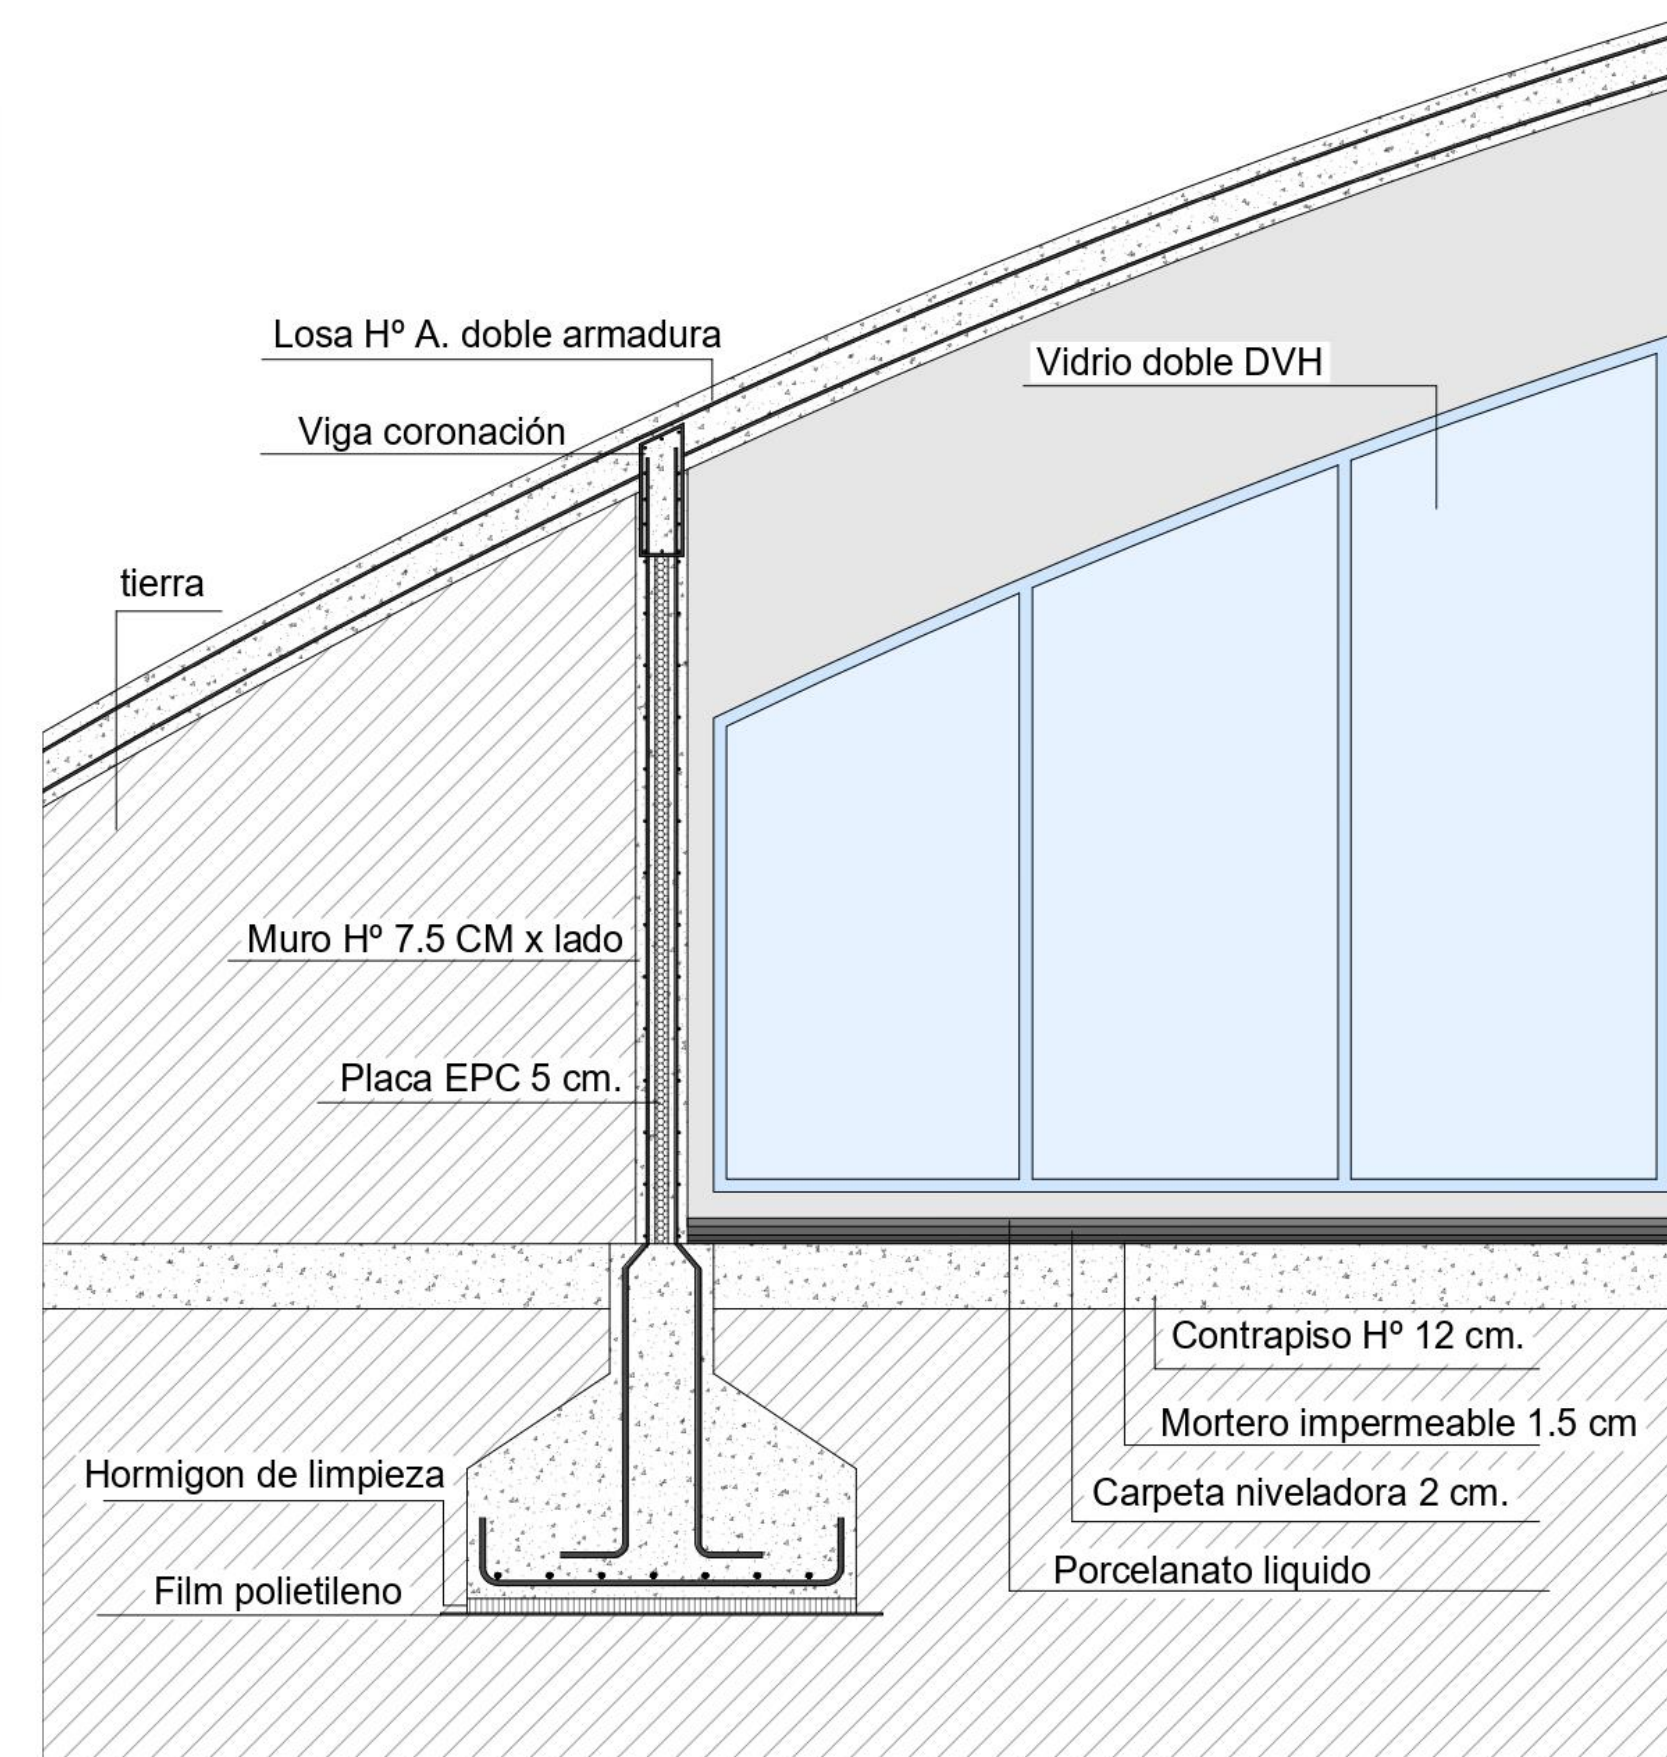 Losa Hº A. doble armadura
Vidrio doble DVH
Viga coronación
tierra
Muro Hº 7.5 CM x lado
Placa EPC 5 cm.
Contrapiso Hº 12 cm.
Mortero impermeable 1.5 cm
Hormigon de limpieza
Carpeta niveladora 2 cm.
Porcelanato liquido
Film polietileno